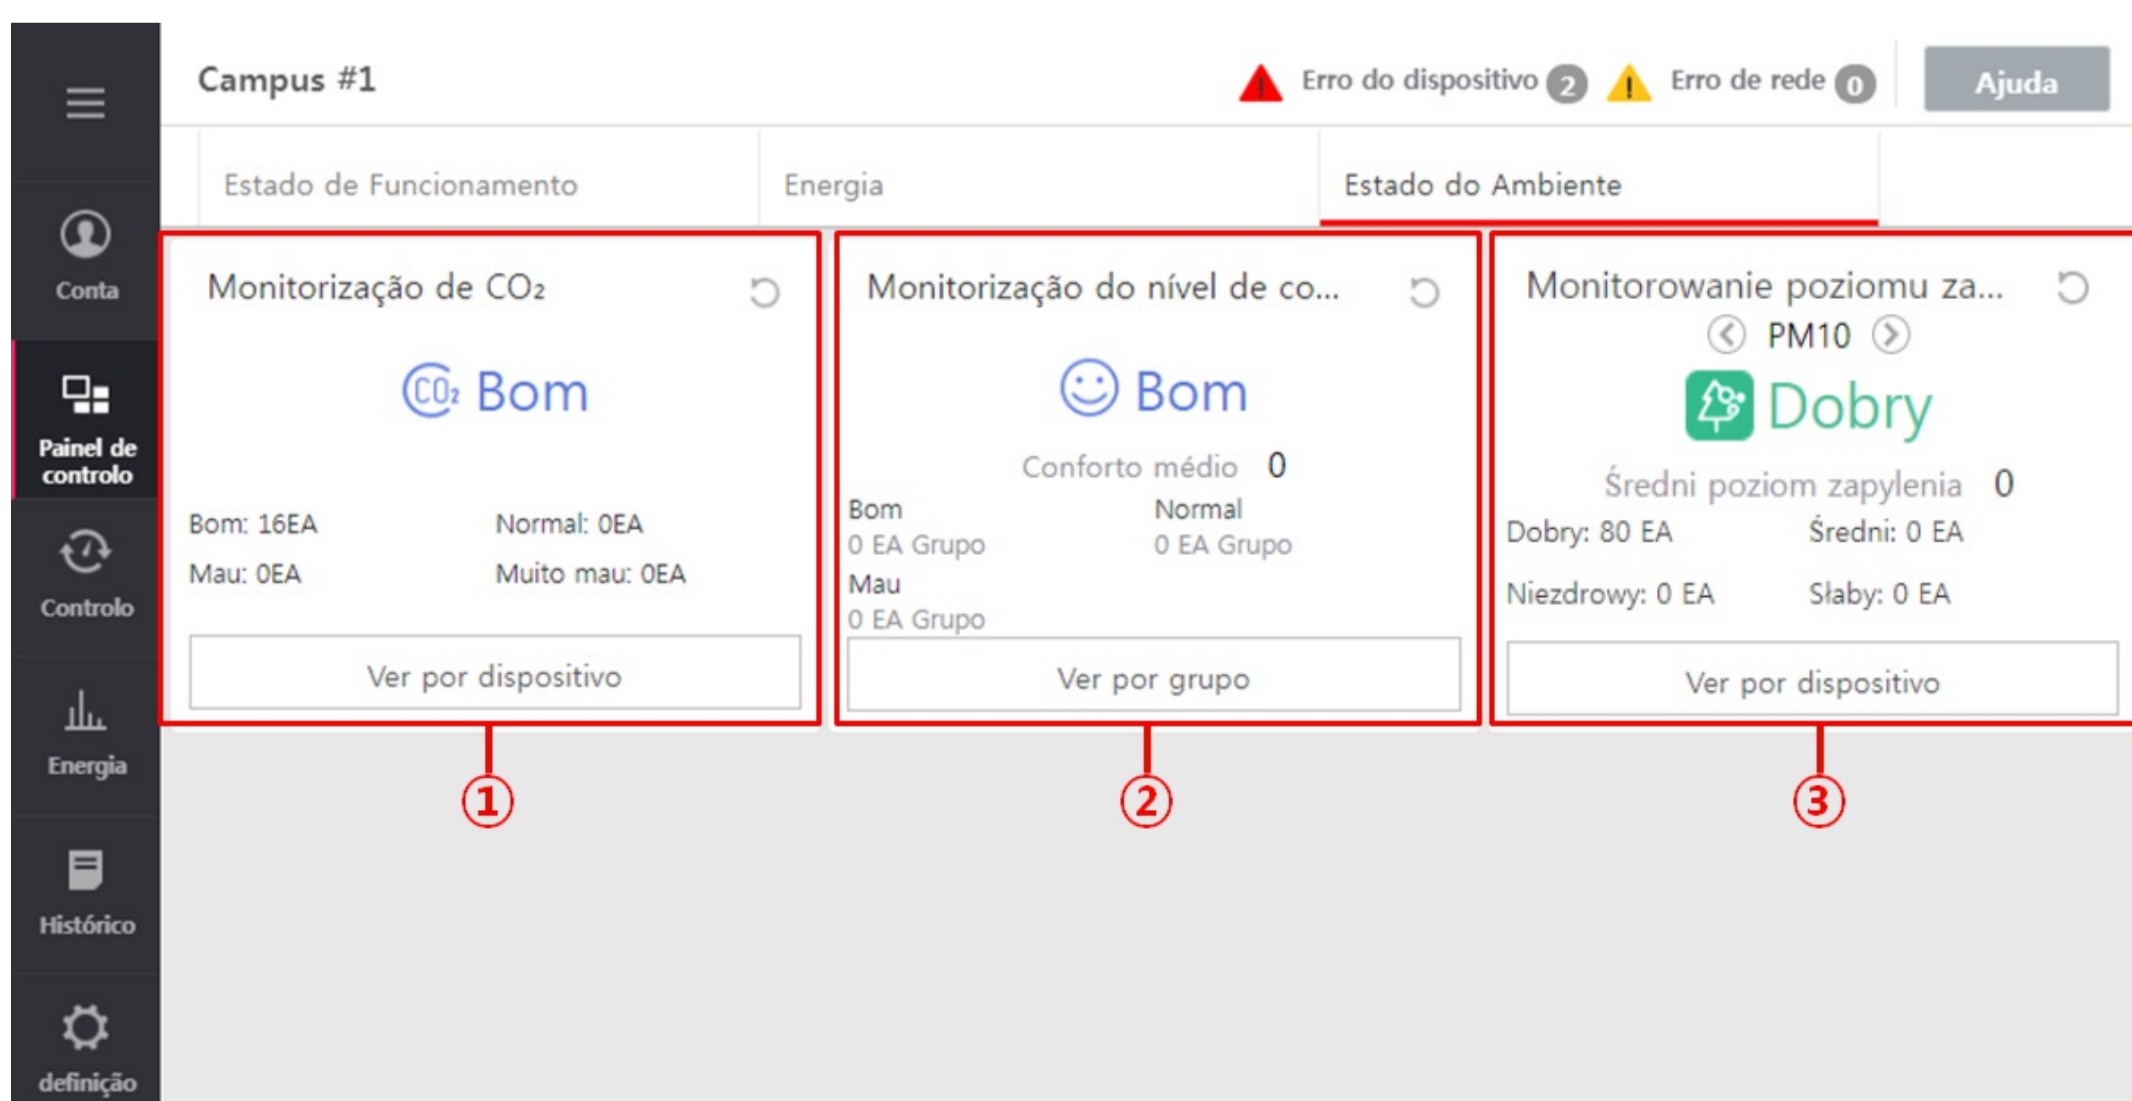 Campus #1
Erro do dispositivo 2
Erro de rede 0
Ajuda
Estado de Funcionamento
Energia
Estado do Ambiente
Conta
Painel de
controlo
Controlo
Energia
Histórico
definição
Monitorização de CO₂
CO₂ Bom
Bom: 16EA
Normal: 0EA
Mau: 0EA
Muito mau: 0EA
Ver por dispositivo
①
Monitorização do nível de co...
Bom
Conforto médio 0
Bom
0 EA Grupo
Normal
0 EA Grupo
Mau
0 EA Grupo
Ver por grupo
②
Monitorowanie poziomu za...
PM10
Dobry
Średni poziom zapylenia 0
Dobry: 80 EA
Średni: 0 EA
Niezdrowy: 0 EA
Słaby: 0 EA
Ver por dispositivo
③